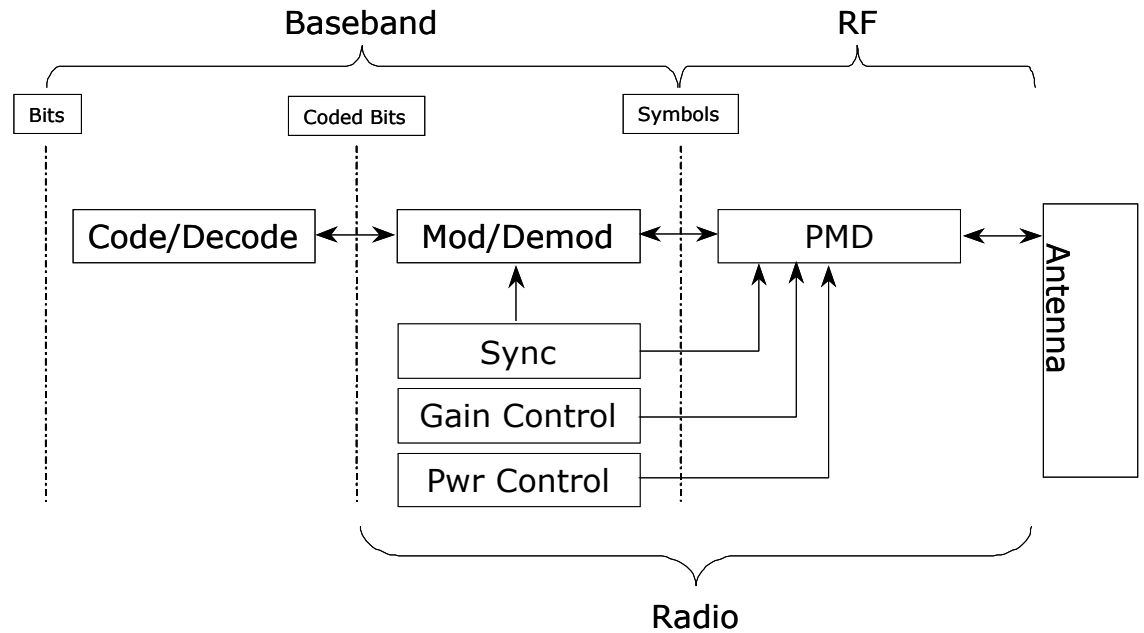 Baseband
RF
Bits
Coded Bits
Symbols
Code/Decode
Mod/Demod
PMD
Antenna
Sync
Gain Control
Pwr Control
Radio